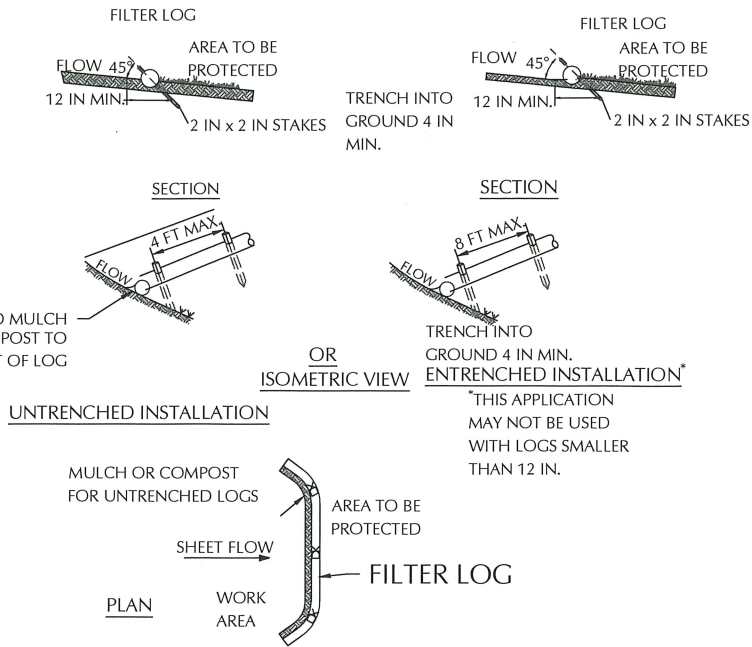 FILTER LOG
FLOW 45°
AREA TO BE
PROTECTED
12 IN MIN.
2 IN x 2 IN STAKES
FILTER LOG
FLOW 45°
AREA TO BE
PROTECTED
TRENCH INTO
GROUND 4 IN
MIN.
12 IN MIN.
2 IN x 2 IN STAKES
SECTION
SECTION
4 FT MAX.
FLOW
8 FT MAX.
FLOW
MULCH
POST TO
OF LOG
TRENCH INTO
GROUND 4 IN MIN.
OR
ISOMETRIC VIEW
ENTRENCHED INSTALLATION*
*THIS APPLICATION
MAY NOT BE USED
WITH LOGS SMALLER
THAN 12 IN.
UNTRENCHED INSTALLATION
MULCH OR COMPOST
FOR UNTRENCHED LOGS
AREA TO BE
PROTECTED
SHEET FLOW
FILTER LOG
PLAN
WORK
AREA